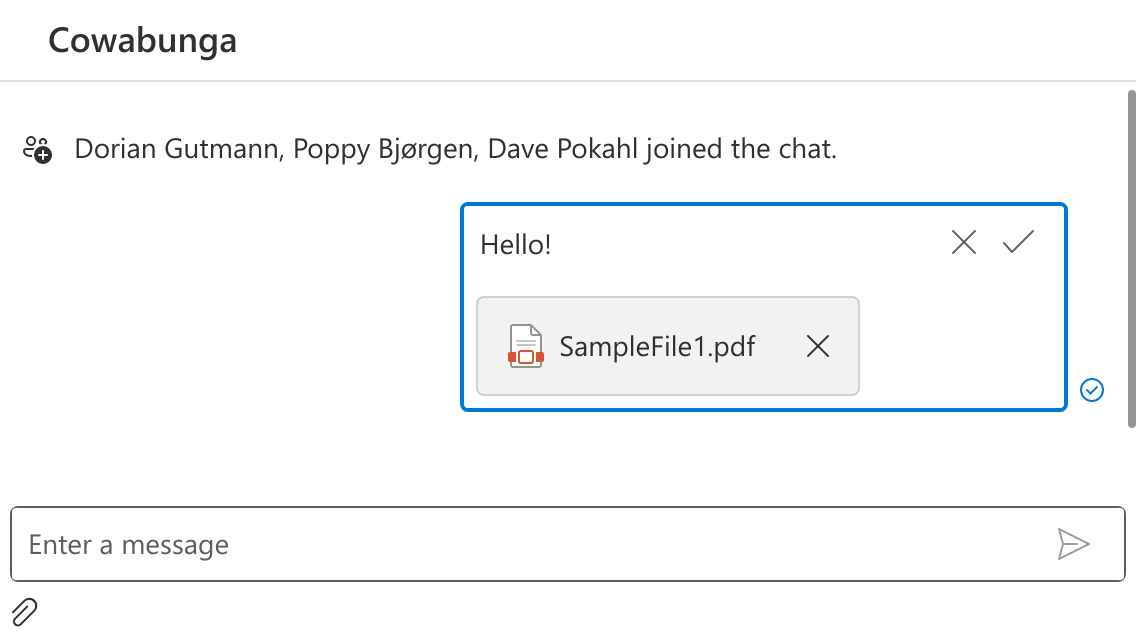 Cowabunga
Dorian Gutmann, Poppy Bjørgen, Dave Pokahl joined the chat.
Hello!
SampleFile1.pdf
Enter a message